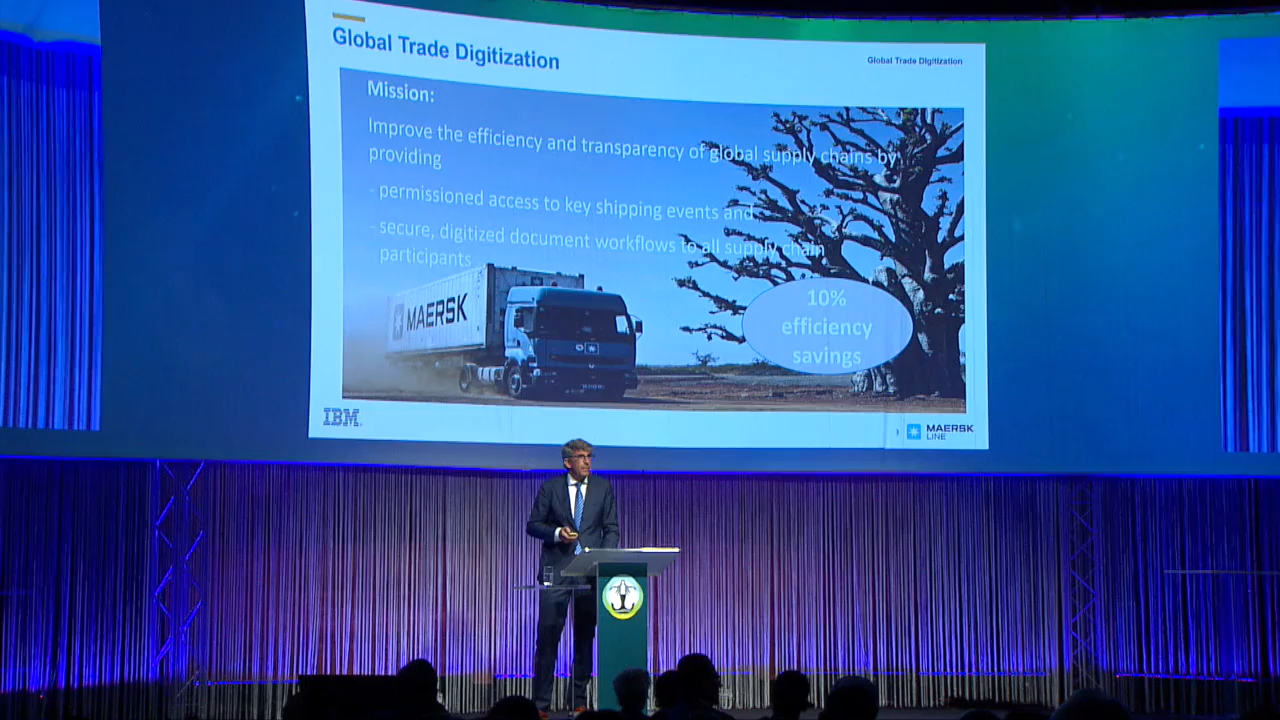 Global Trade Digitization
Global Trade Digitization
Mission:
Improve the efficiency and transparency of global supply chains by
providing
- permissioned access to key shipping events and
- secure, digitized document workflows to all supply chain
participants
MAERSK
10%
efficiency
savings
IBM
MAERSK
LINE